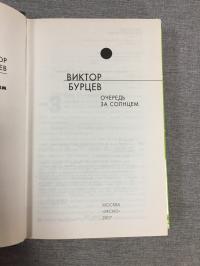 ВИКТОР
БУРЦЕВ
ОЧЕРЕДЬ
ЗА СОЛНЦЕМ
МОСКВА
«ЭКСМО»
2007